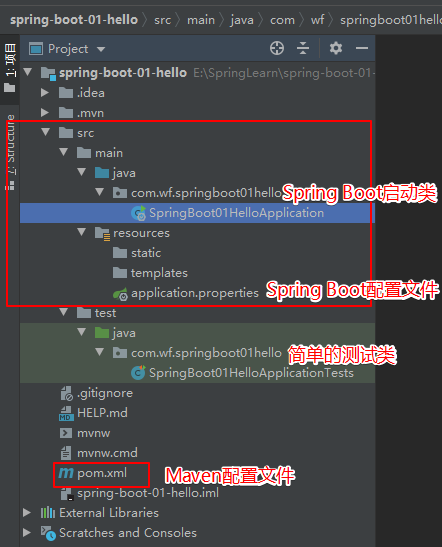 spring-boot-01-hello 〉 src 〉 main 〉 java 〉 com 〉 wf 〉 springboot01hello
1: 项目
7: Structure
Project
spring-boot-01-hello E:\SpringLearn\spring-boot-01-
.idea
.mvn
src
main
java
com.wf.springboot01hello
Spring Boot启动类
SpringBoot01HelloApplication
resources
static
templates
application.properties
Spring Boot配置文件
test
java
com.wf.springboot01hello
简单的测试类
SpringBoot01HelloApplicationTests
.gitignore
HELP.md
mvnw
mvnw.cmd
pom.xml
Maven配置文件
spring-boot-01-hello.iml
External Libraries
Scratches and Consoles